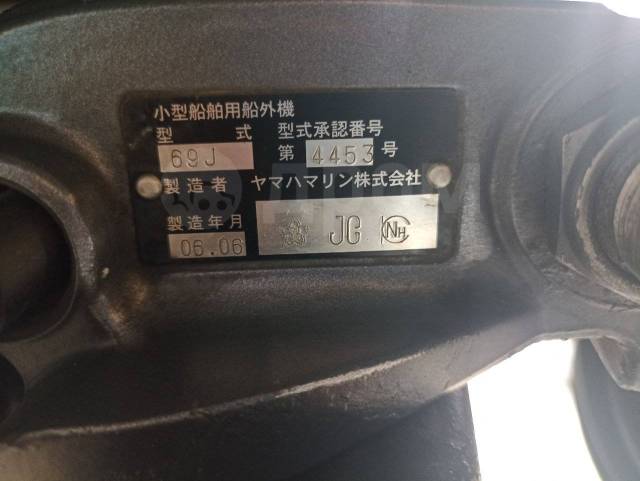 小型船舶用船外機
型 式 型式承認番号
69J 第 4453 号
製造者 ヤマハマリン株式会社
製造年月
06.06 JG NH